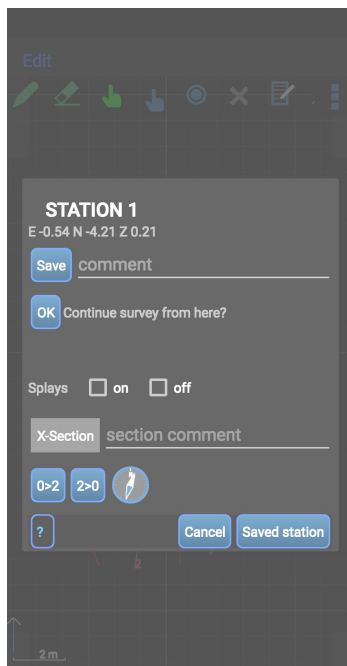 Edit
STATION 1
E -0.54 N -4.21 Z 0.21
Save comment
OK Continue survey from here?
Splays on off
X-Section section comment
0>2 2>0
? Cancel Saved station
2
2 m